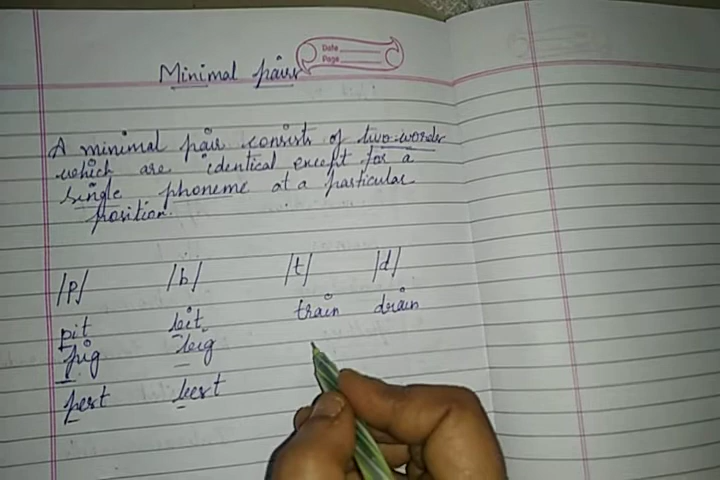 Minimal pairs
Date
Page
A minimal pair consists of two words
which are identical except for a
single phoneme at a particular
position.
/p/ /b/ /t/ /d/
pit bit train drain
pig big
pest best